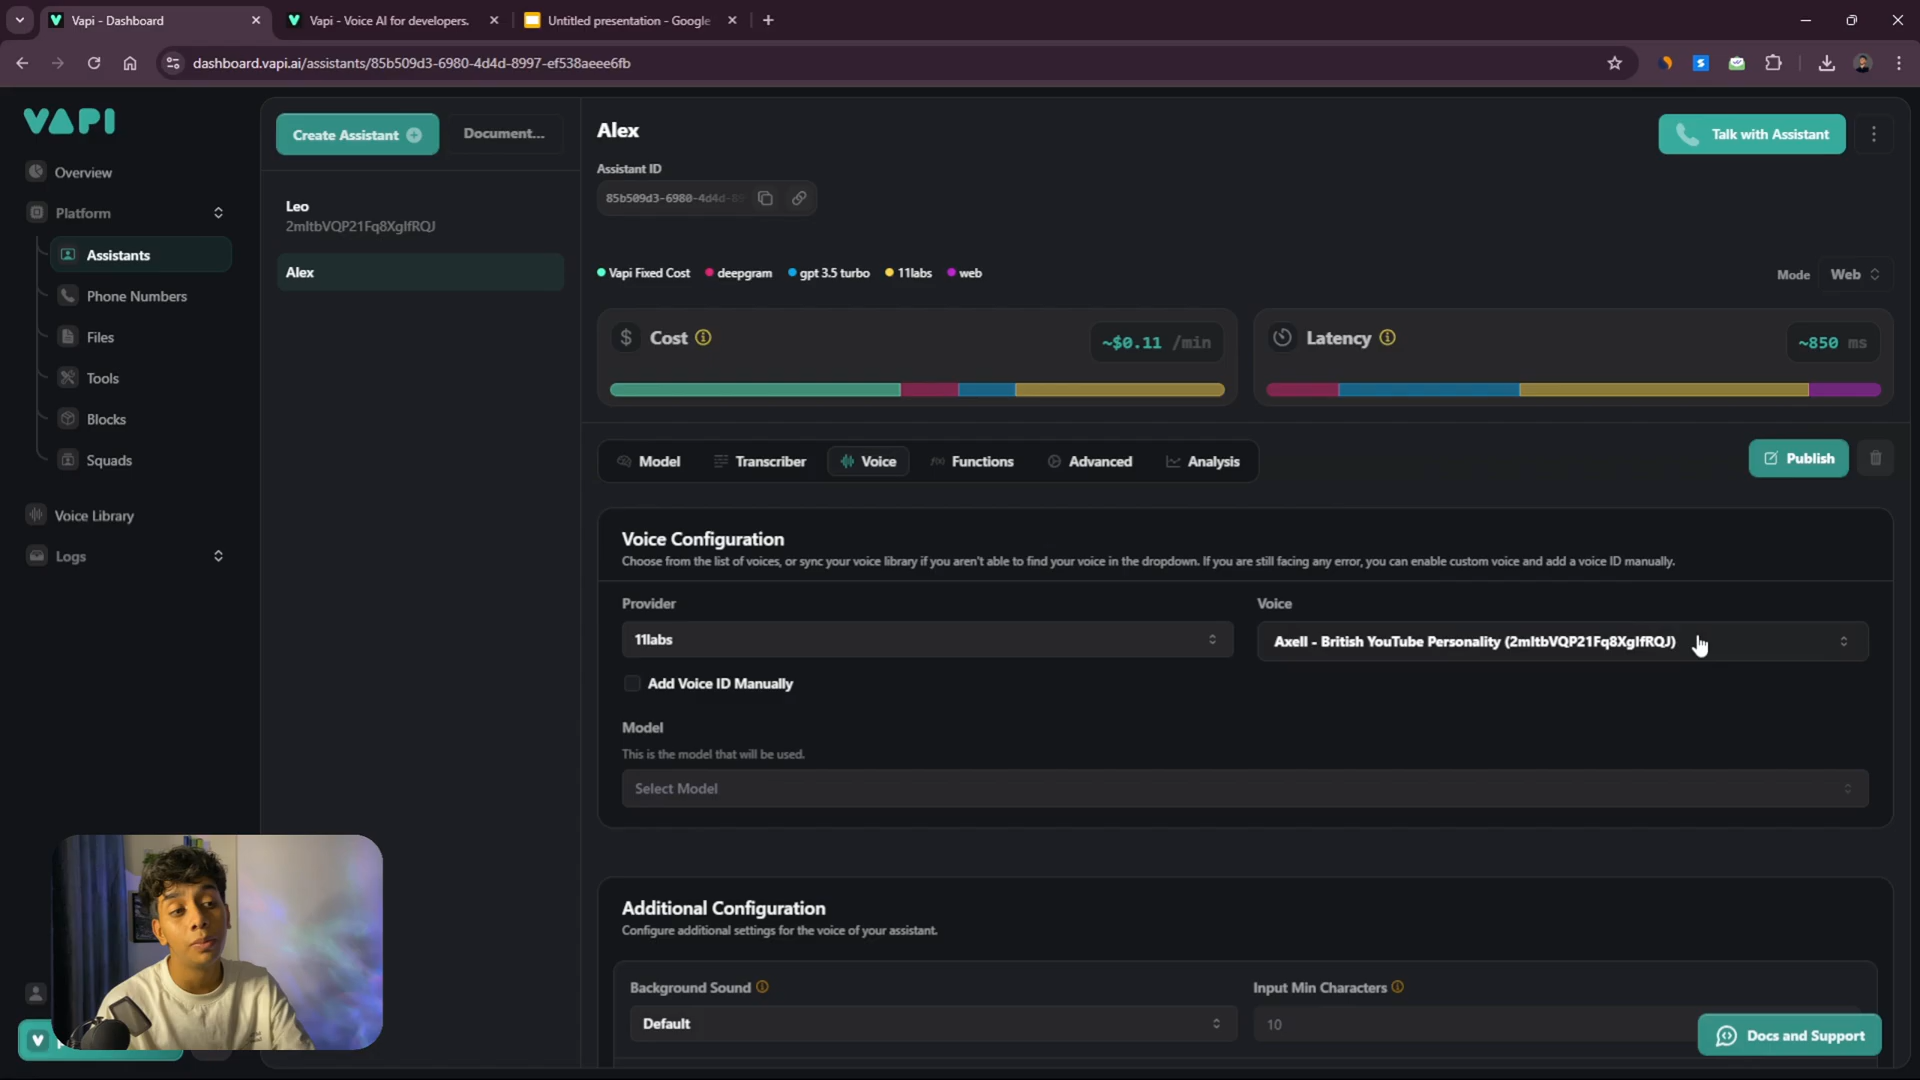 Vapi - Dashboard
Vapi - Voice AI for developers.
Untitled presentation - Google
dashboard.vapi.ai/assistants/85b509d3-6980-4d4d-8997-ef538aeee6fb
VAPI
Overview
Platform
Assistants
Phone Numbers
Files
Tools
Blocks
Squads
Voice Library
Logs
Create Assistant
Document...
Leo
2mltbVQP21Fq8XglfRQJ
Alex
Alex
Talk with Assistant
Assistant ID
85b509d3-6980-4d4d-89
Vapi Fixed Cost
deepgram
gpt 3.5 turbo
11labs
web
Mode
Web
Cost
~$0.11 /min
Latency
~850 ms
Model
Transcriber
Voice
Functions
Advanced
Analysis
Publish
Voice Configuration
Choose from the list of voices, or sync your voice library if you aren't able to find your voice in the dropdown. If you are still facing any error, you can enable custom voice and add a voice ID manually.
Provider
Voice
11labs
Axell - British YouTube Personality (2mltbVQP21Fq8XglfRQJ)
Add Voice ID Manually
Model
This is the model that will be used.
Select Model
Additional Configuration
Configure additional settings for the voice of your assistant.
Background Sound
Input Min Characters
Default
10
Docs and Support